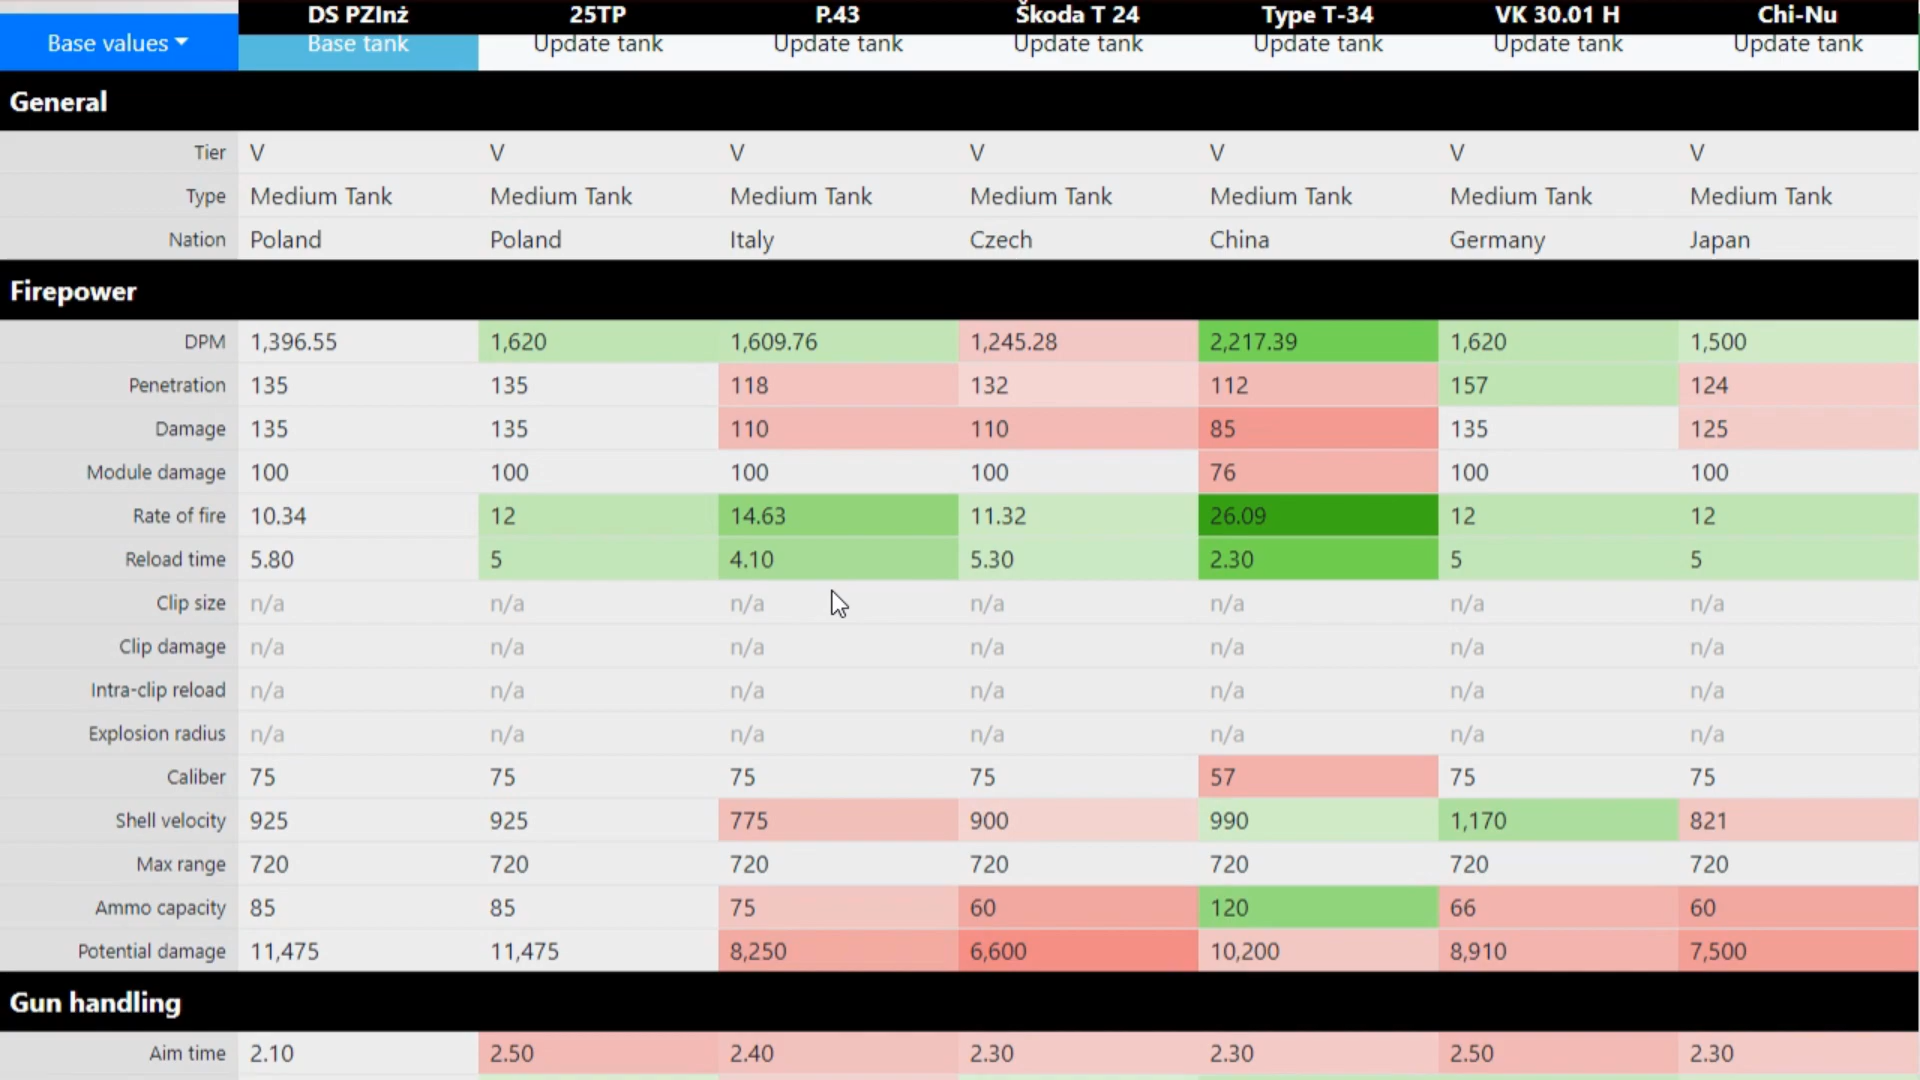 DS PZInż 25TP P.43 Škoda T 24 Type T-34 VK 30.01 H Chi-Nu
Base values Base tank Update tank Update tank Update tank Update tank Update tank Update tank
General
Tier V V V V V V V
Type Medium Tank Medium Tank Medium Tank Medium Tank Medium Tank Medium Tank Medium Tank
Nation Poland Poland Italy Czech China Germany Japan
Firepower
DPM 1,396.55 1,620 1,609.76 1,245.28 2,217.39 1,620 1,500
Penetration 135 135 118 132 112 157 124
Damage 135 135 110 110 85 135 125
Module damage 100 100 100 100 76 100 100
Rate of fire 10.34 12 14.63 11.32 26.09 12 12
Reload time 5.80 5 4.10 5.30 2.30 5 5
Clip size n/a n/a n/a n/a n/a n/a n/a
Clip damage n/a n/a n/a n/a n/a n/a n/a
Intra-clip reload n/a n/a n/a n/a n/a n/a n/a
Explosion radius n/a n/a n/a n/a n/a n/a n/a
Caliber 75 75 75 75 57 75 75
Shell velocity 925 925 775 900 990 1,170 821
Max range 720 720 720 720 720 720 720
Ammo capacity 85 85 75 60 120 66 60
Potential damage 11,475 11,475 8,250 6,600 10,200 8,910 7,500
Gun handling
Aim time 2.10 2.50 2.40 2.30 2.30 2.50 2.30